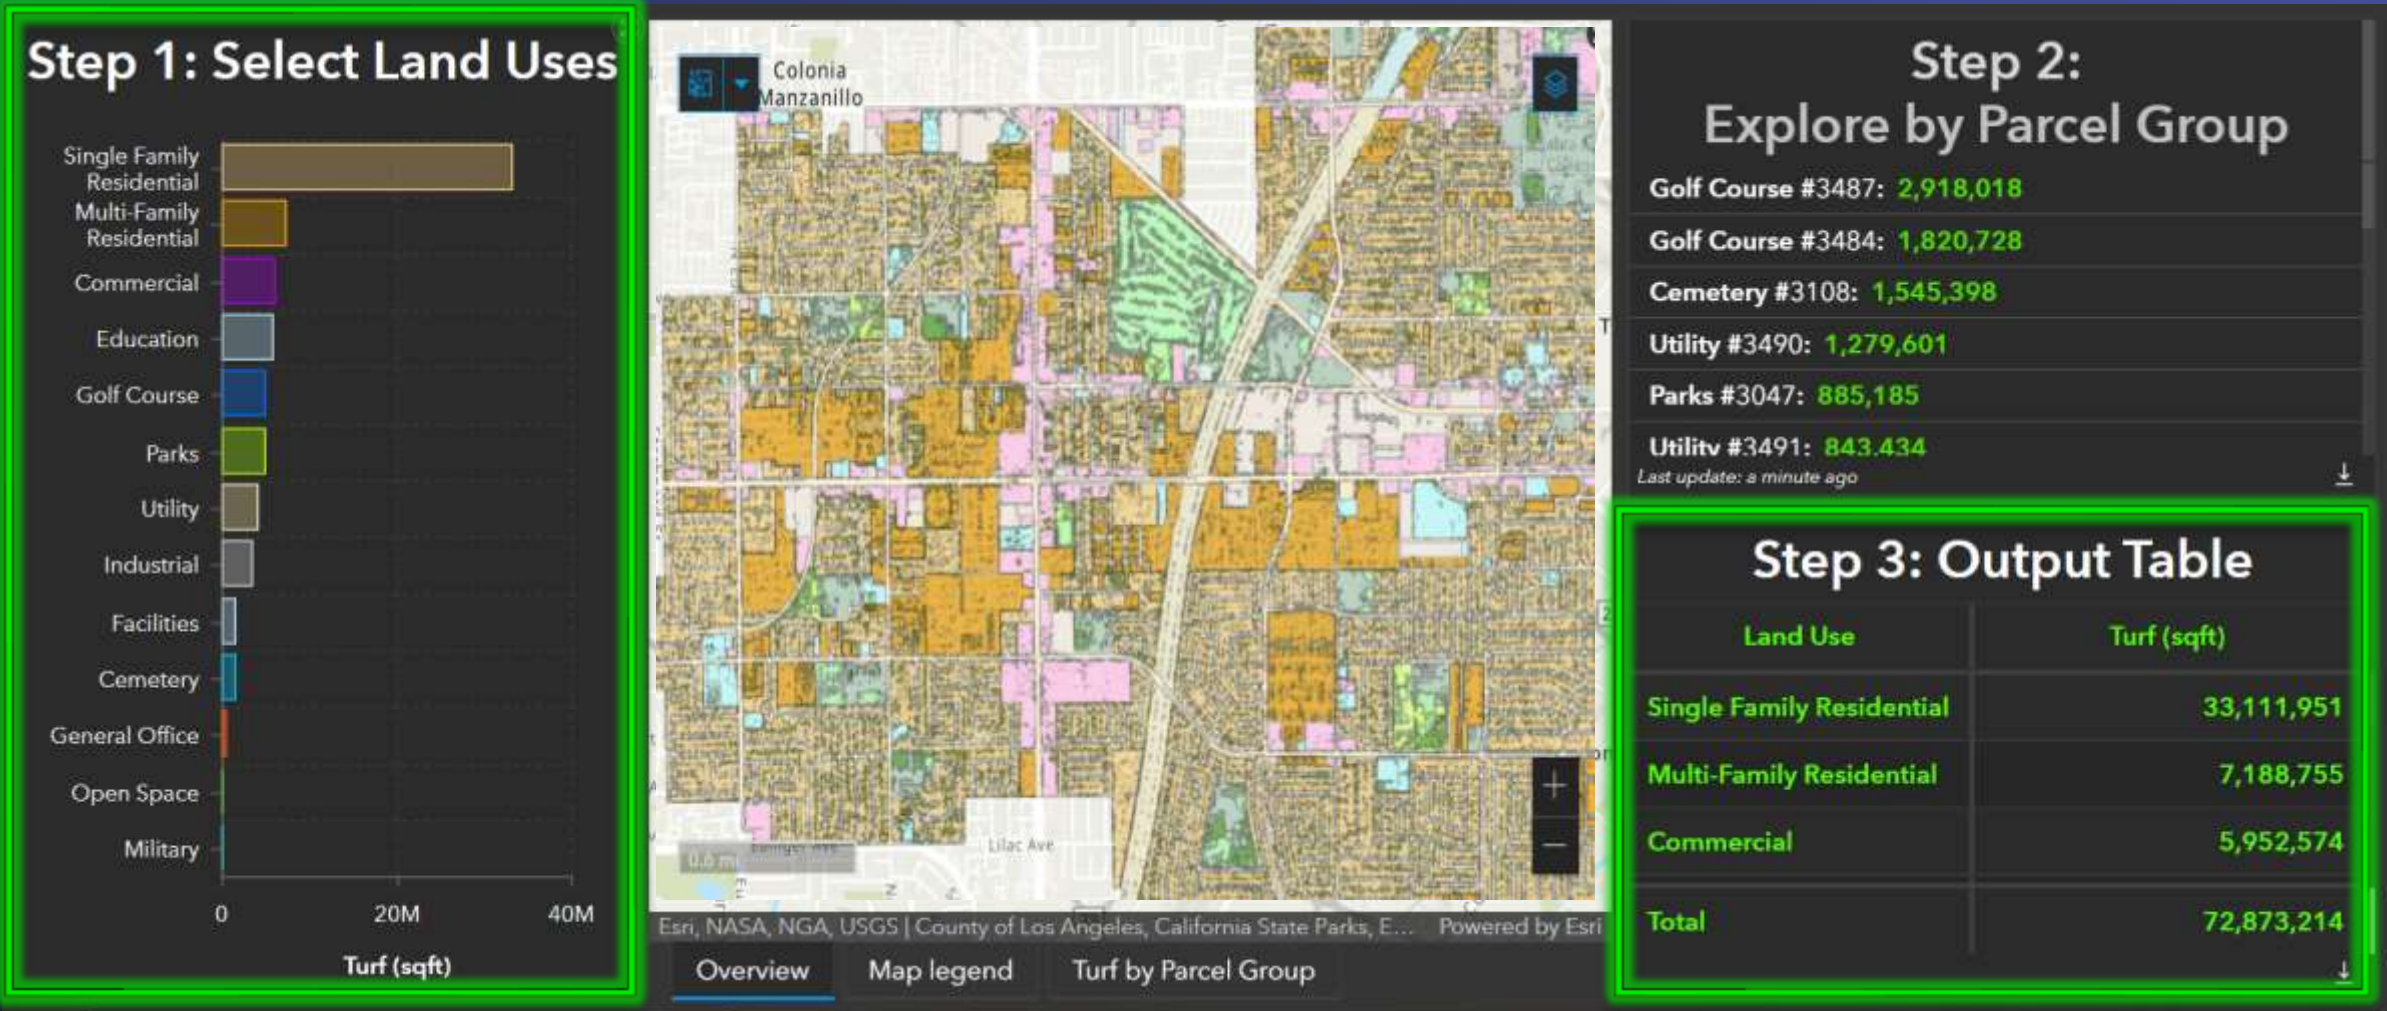 Step 1: Select Land Uses
Single Family
Residential
Multi-Family
Residential
Commercial
Education
Golf Course
Parks
Utility
Industrial
Facilities
Cemetery
General Office
Open Space
Military
0
20M
40M
Turf (sqft)
Colonia
Manzanillo
Lilac Ave
0.6 mi
Esri, NASA, NGA, USGS | County of Los Angeles, California State Parks, E...
Powered by Esri
Overview
Map legend
Turf by Parcel Group
Step 2:
Explore by Parcel Group
Golf Course #3487: 2,918,018
Golf Course #3484: 1,820,728
Cemetery #3108: 1,545,398
Utility #3490: 1,279,601
Parks #3047: 885,185
Utility #3491: 843,434
Last update: a minute ago
Step 3: Output Table
Land Use
Turf (sqft)
Single Family Residential
33,111,951
Multi-Family Residential
7,188,755
Commercial
5,952,574
Total
72,873,214